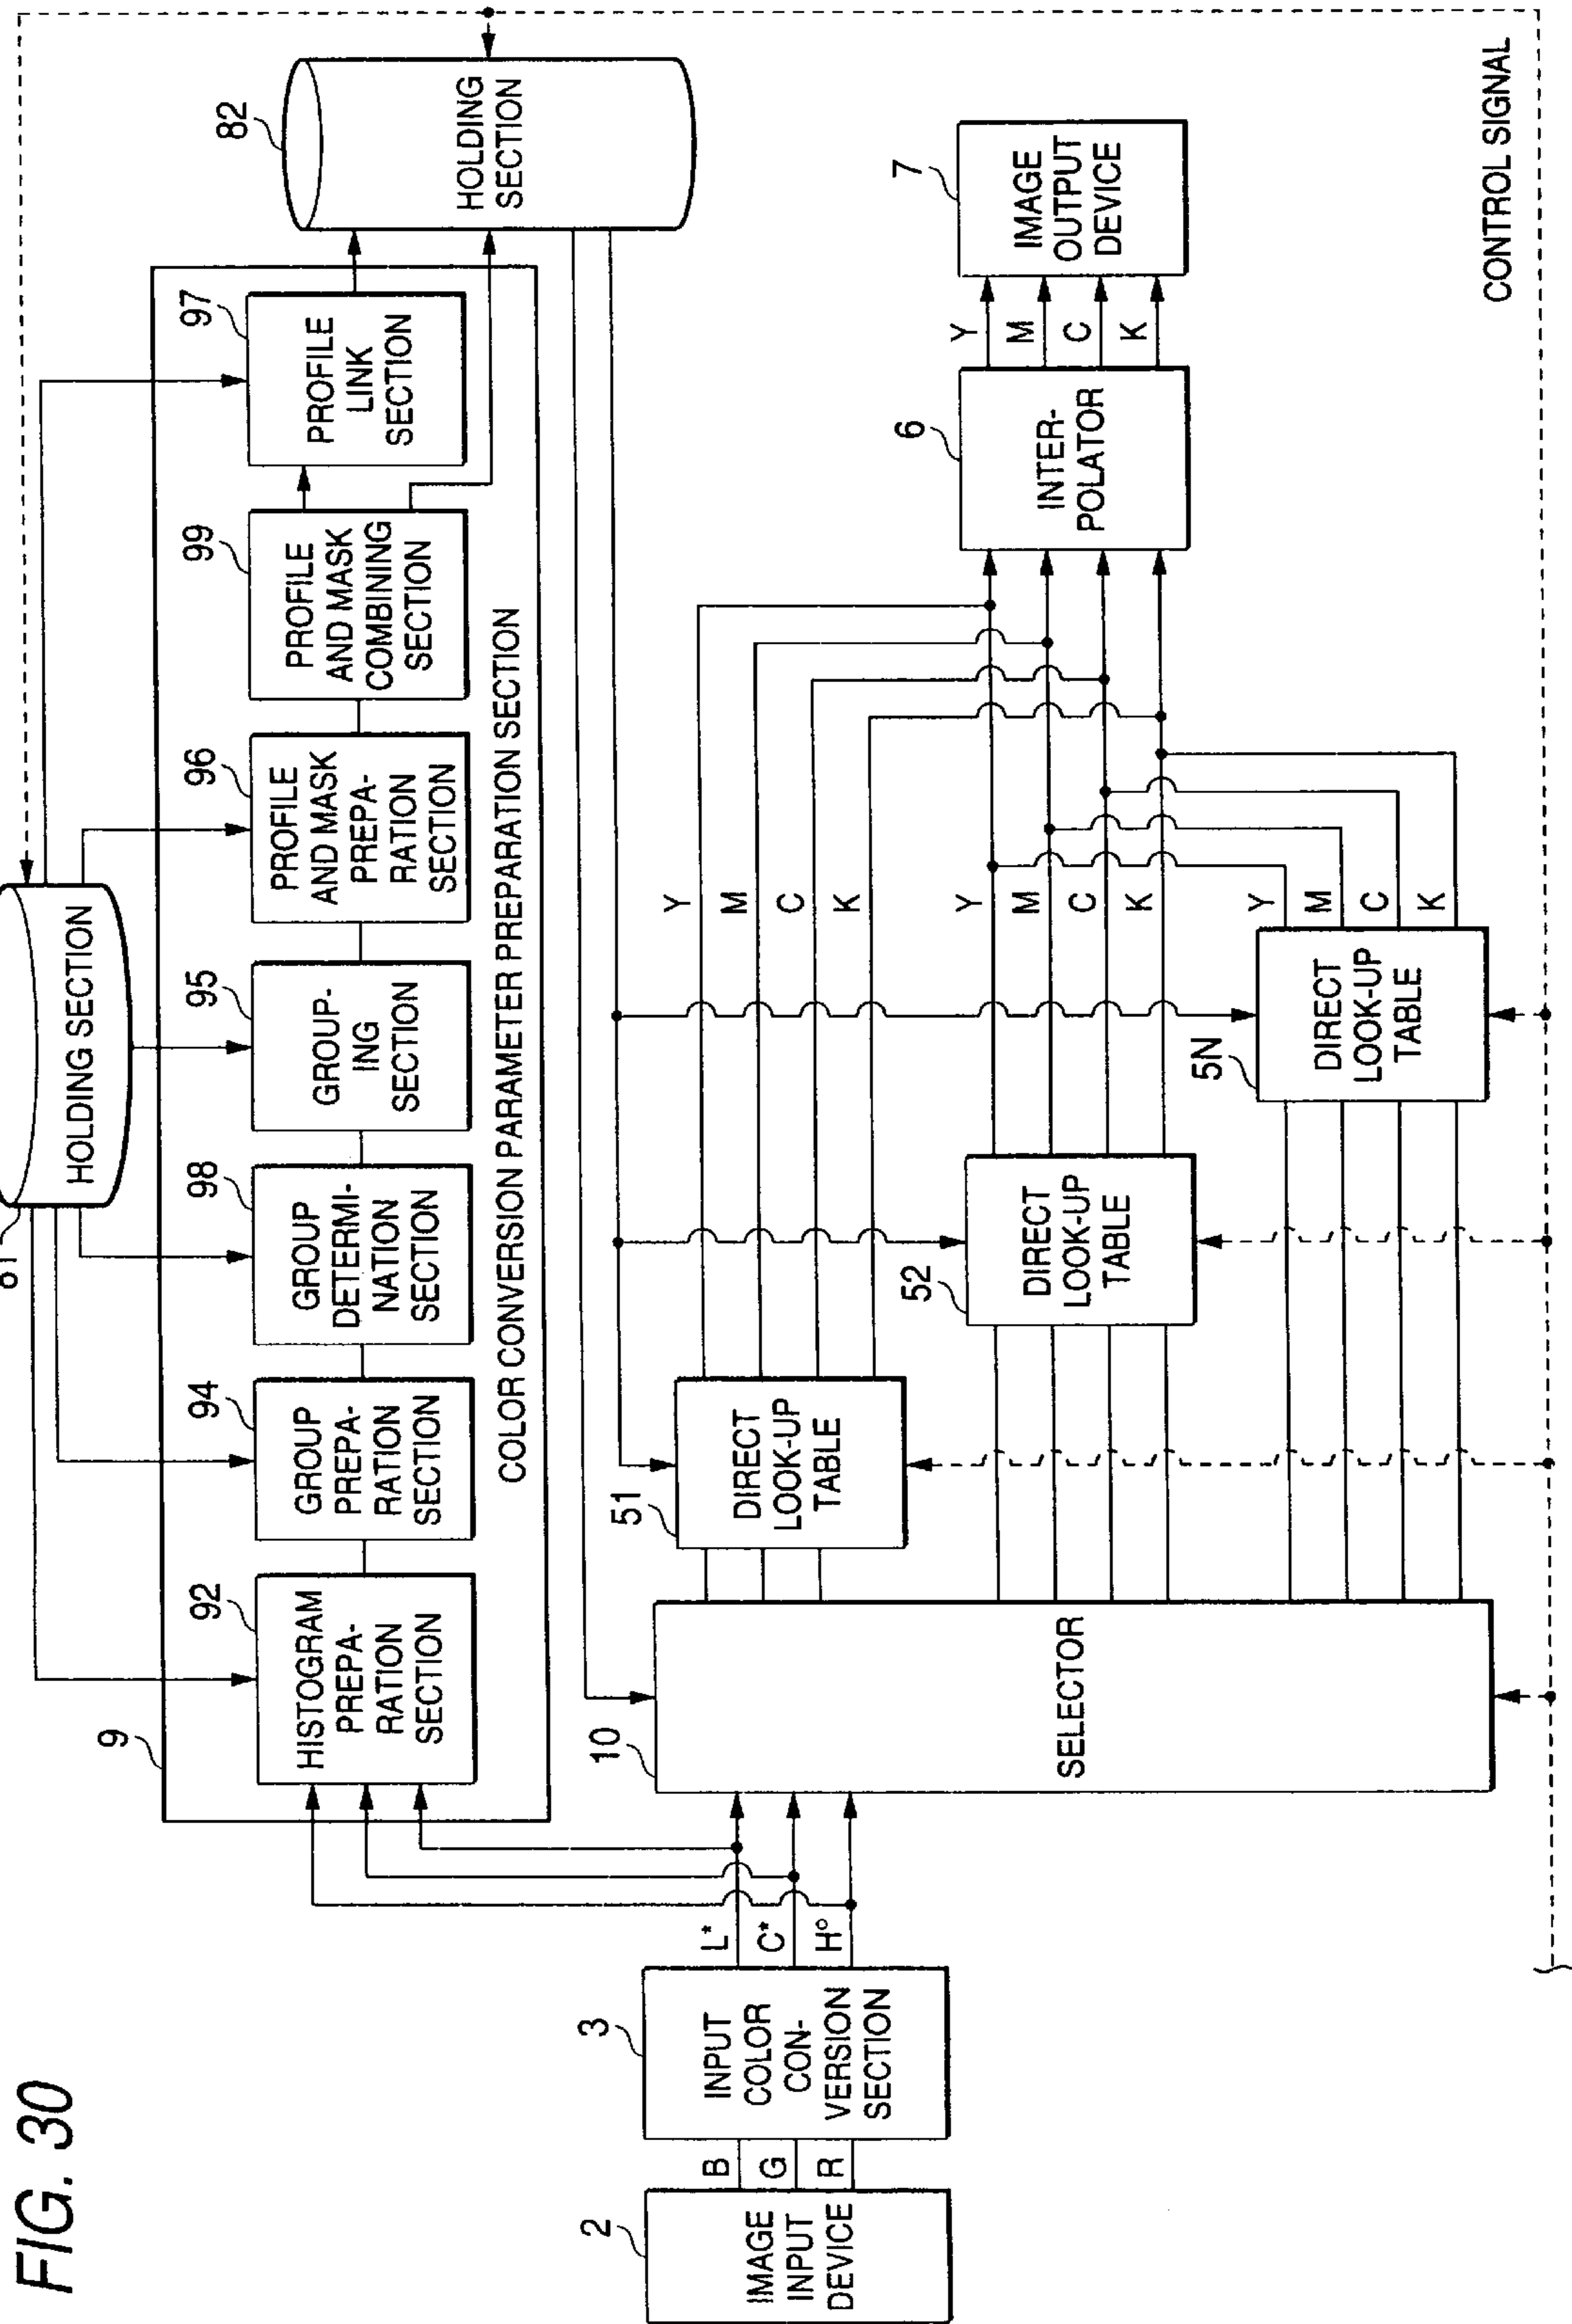 FIG. 30
81
HOLDING SECTION
82
HOLDING
SECTION
9
92
HISTOGRAM
PREPA-
RATION
SECTION
94
GROUP
PREPA-
RATION
SECTION
98
GROUP
DETERMI-
NATION
SECTION
95
GROUP-
ING
SECTION
96
PROFILE
AND MASK
PREPA-
RATION
SECTION
99
PROFILE
AND MASK
COMBINING
SECTION
97
PROFILE
LINK
SECTION
COLOR CONVERSION PARAMETER PREPARATION SECTION
2
IMAGE
INPUT
DEVICE
B
G
R
3
INPUT
COLOR
CON-
VERSION
SECTION
L*
C*
H°
10
SELECTOR
51
DIRECT
LOOK-UP
TABLE
Y
M
C
K
52
DIRECT
LOOK-UP
TABLE
Y
M
C
K
5N
DIRECT
LOOK-UP
TABLE
Y
M
C
K
6
INTER-
POLATOR
Y
M
C
K
7
IMAGE
OUTPUT
DEVICE
CONTROL SIGNAL